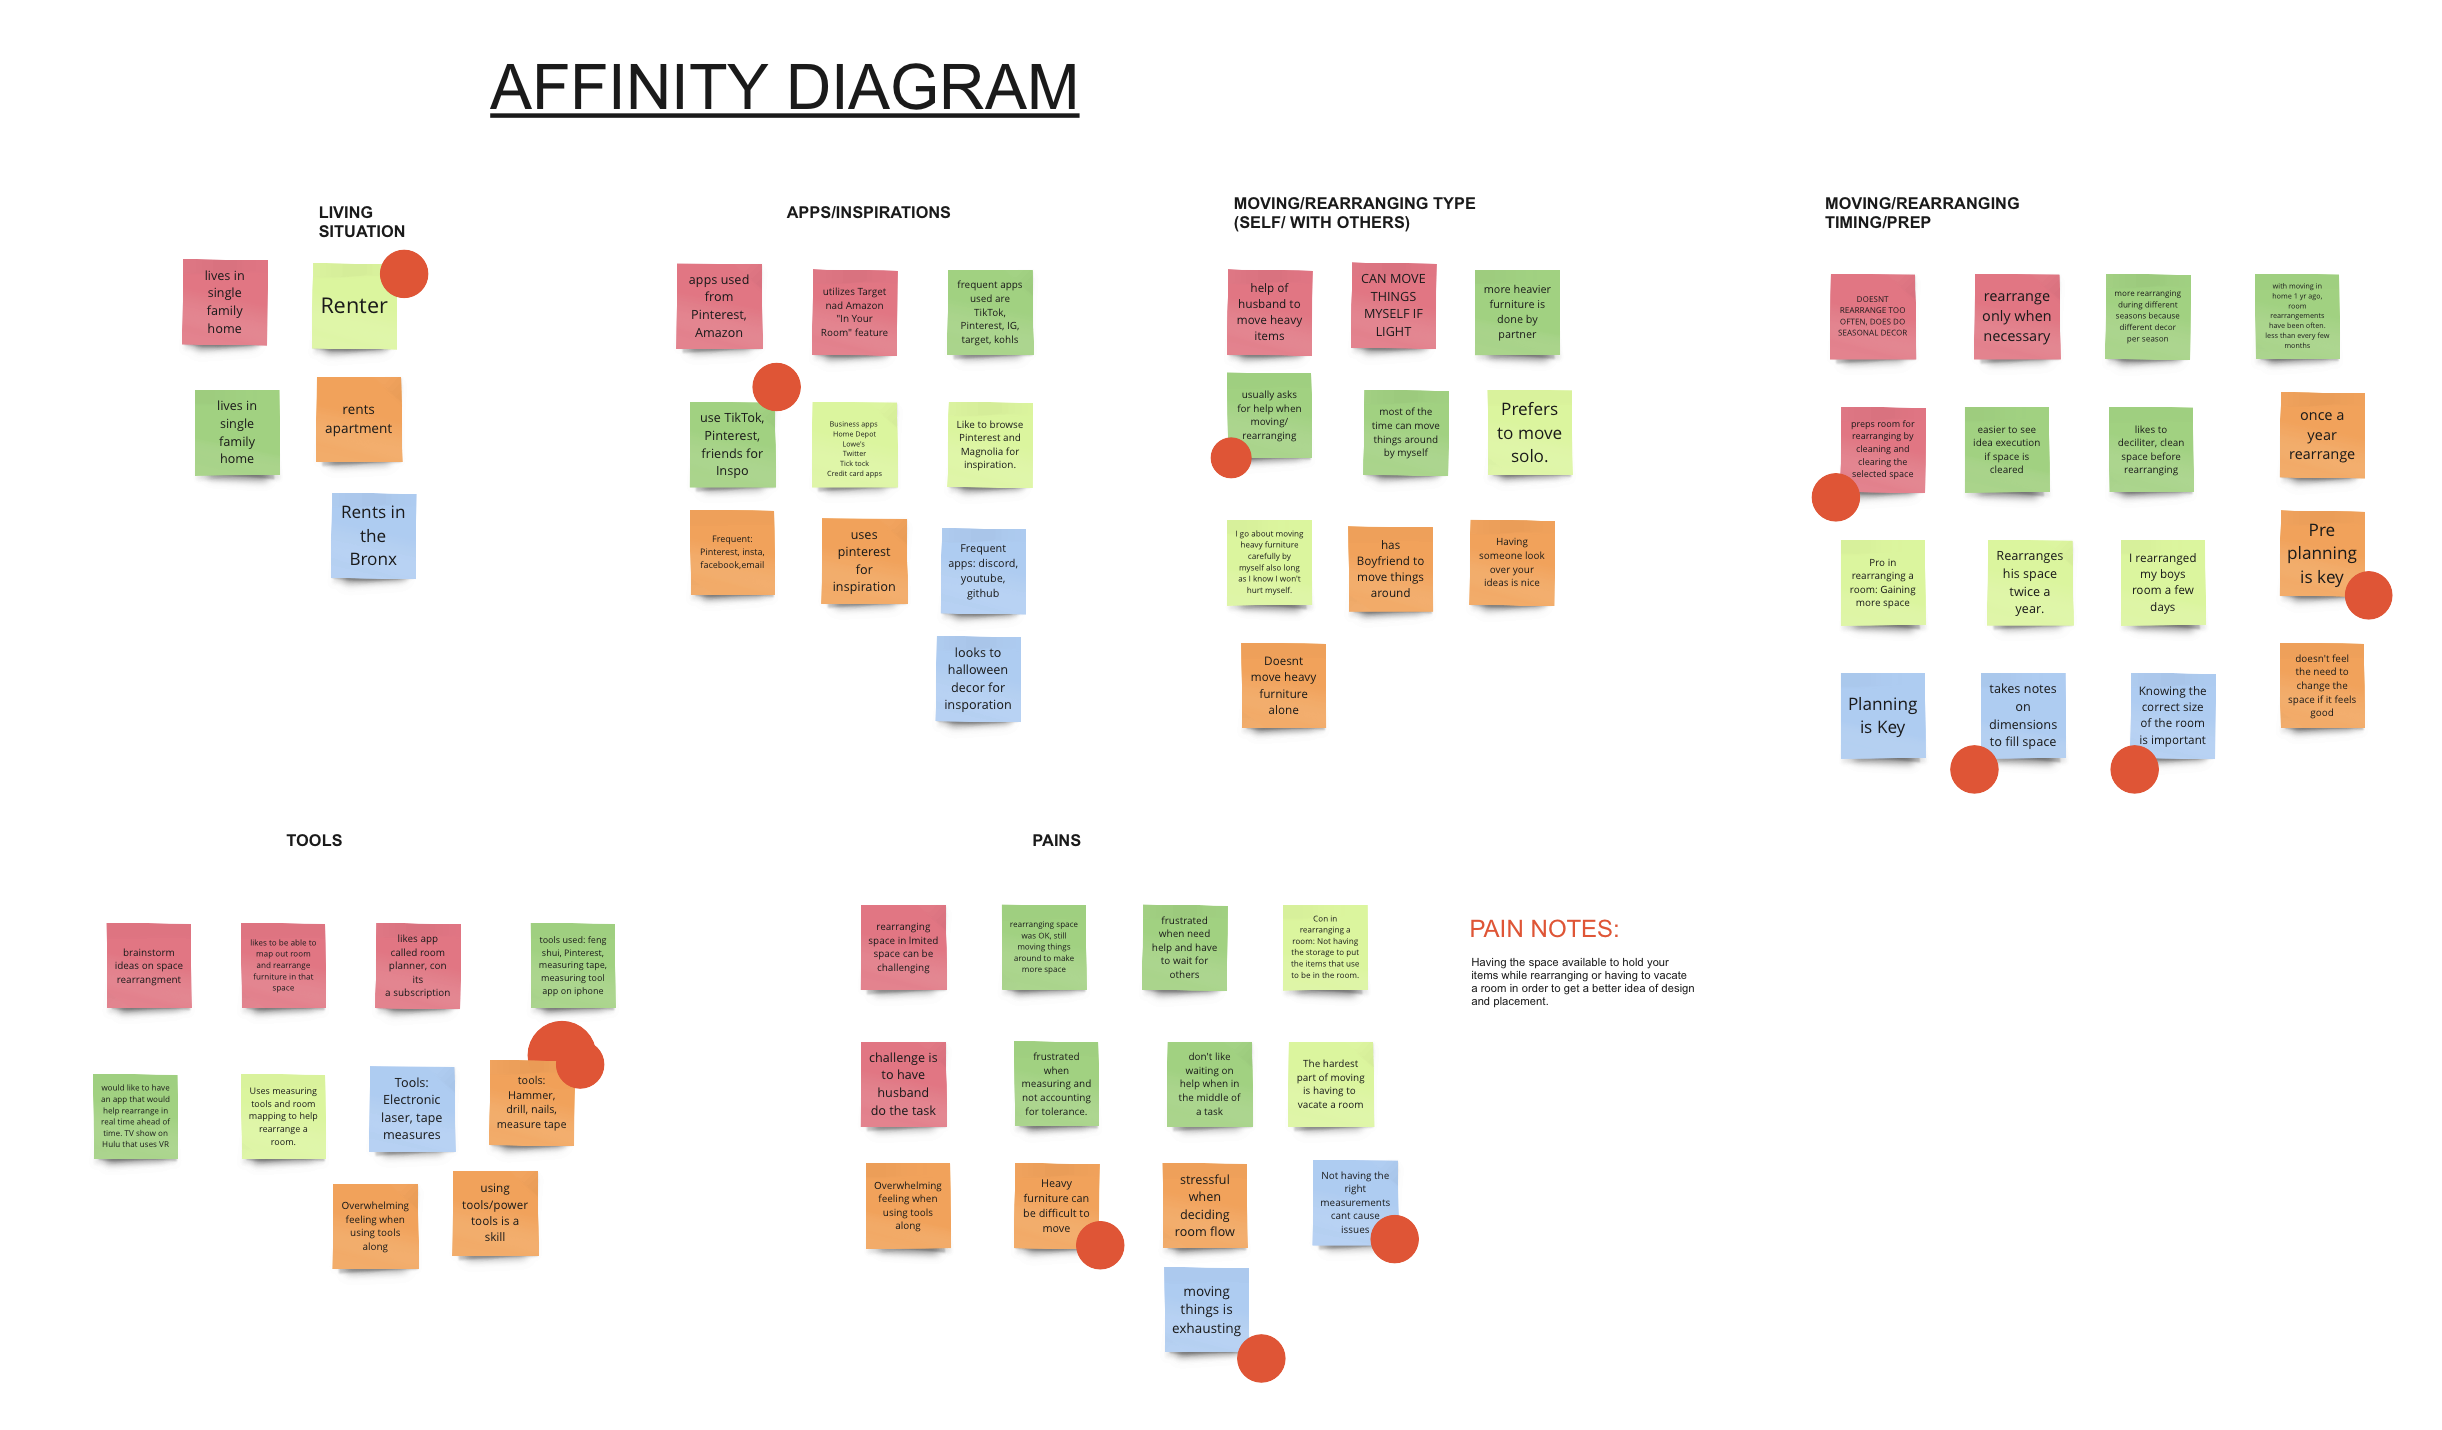 AFFINITY DIAGRAM
LIVING
SITUATION
lives in
single
family
home
Renter
lives in
single
family
home
rents
apartment
Rents in
the
Bronx
APPS/INSPIRATIONS
apps used
from
Pinterest,
Amazon
utilizes Target
nad Amazon
"In Your
Room" feature
frequent apps
used are
TikTok,
Pinterest, IG,
target, kohls
use TikTok,
Pinterest,
friends for
Inspo
Business apps
Home Depot
Lowe's
Twitter
Tick tock
Credit card apps
Like to browse
Pinterest and
Magnolia for
inspiration.
Frequent:
Pinterest, insta,
facebook,email
uses
pinterest
for
inspiration
Frequent
apps: discord,
youtube,
github
looks to
halloween
decor for
insporation
MOVING/REARRANGING TYPE
(SELF/ WITH OTHERS)
help of
husband to
move heavy
items
CAN MOVE
THINGS
MYSELF IF
LIGHT
more heavier
furniture is
done by
partner
usually asks
for help when
moving/
rearranging
most of the
time can move
things around
by myself
Prefers
to move
solo.
I go about moving
heavy furniture
carefully by
myself also long
as I know I won't
hurt myself.
has
Boyfriend to
move things
around
Having
someone look
over your
ideas is nice
Doesnt
move heavy
furniture
alone
MOVING/REARRANGING
TIMING/PREP
DOESNT
REARRANGE TOO
OFTEN, DOES DO
SEASONAL DECOR
rearrange
only when
necessary
more rearranging
during different
seasons because
different decor
per season
with moving in
home 1 yr ago,
room
rearrangements
have been often.
less than every few
months
preps room for
rearranging by
cleaning and
clearing the
selected space
easier to see
idea execution
if space is
cleared
likes to
deciliter, clean
space before
rearranging
once a
year
rearrange
Pro in
rearranging a
room: Gaining
more space
Rearranges
his space
twice a
year.
I rearranged
my boys
room a few
days
Pre
planning
is key
Planning
is Key
takes notes
on
dimensions
to fill space
Knowing the
correct size
of the room
is important
doesn't feel
the need to
change the
space if it feels
good
TOOLS
brainstorm
ideas on space
rearrangment
likes to be able to
map out room
and rearrange
furniture in that
space
likes app
called room
planner, con
its
a subscription
tools used: feng
shui, Pinterest,
measuring tape,
measuring tool
app on iphone
would like to have
an app that would
help rearrange in
real time ahead of
time. TV show on
Hulu that uses VR
Uses measuring
tools and room
mapping to help
rearrange a
room.
Tools:
Electronic
laser, tape
measures
tools:
Hammer,
drill, nails,
measure tape
Overwhelming
feeling when
using tools
along
using
tools/power
tools is a
skill
PAINS
rearranging
space in lmited
space can be
challenging
rearranging space
was OK, still
moving things
around to make
more space
frustrated
when need
help and have
to wait for
others
Con in
rearranging a
room: Not having
the storage to put
the items that use
to be in the room.
challenge is
to have
husband
do the task
frustrated
when
measuring and
not accounting
for tolerance.
don't like
waiting on
help when in
the middle of
a task
The hardest
part of moving
is having to
vacate a room
Overwhelming
feeling when
using tools
along
Heavy
furniture can
be difficult to
move
stressful
when
deciding
room flow
Not having the
right
measurements
cant cause
issues
moving
things is
exhausting
PAIN NOTES:
Having the space available to hold your
items while rearranging or having to vacate
a room in order to get a better idea of design
and placement.